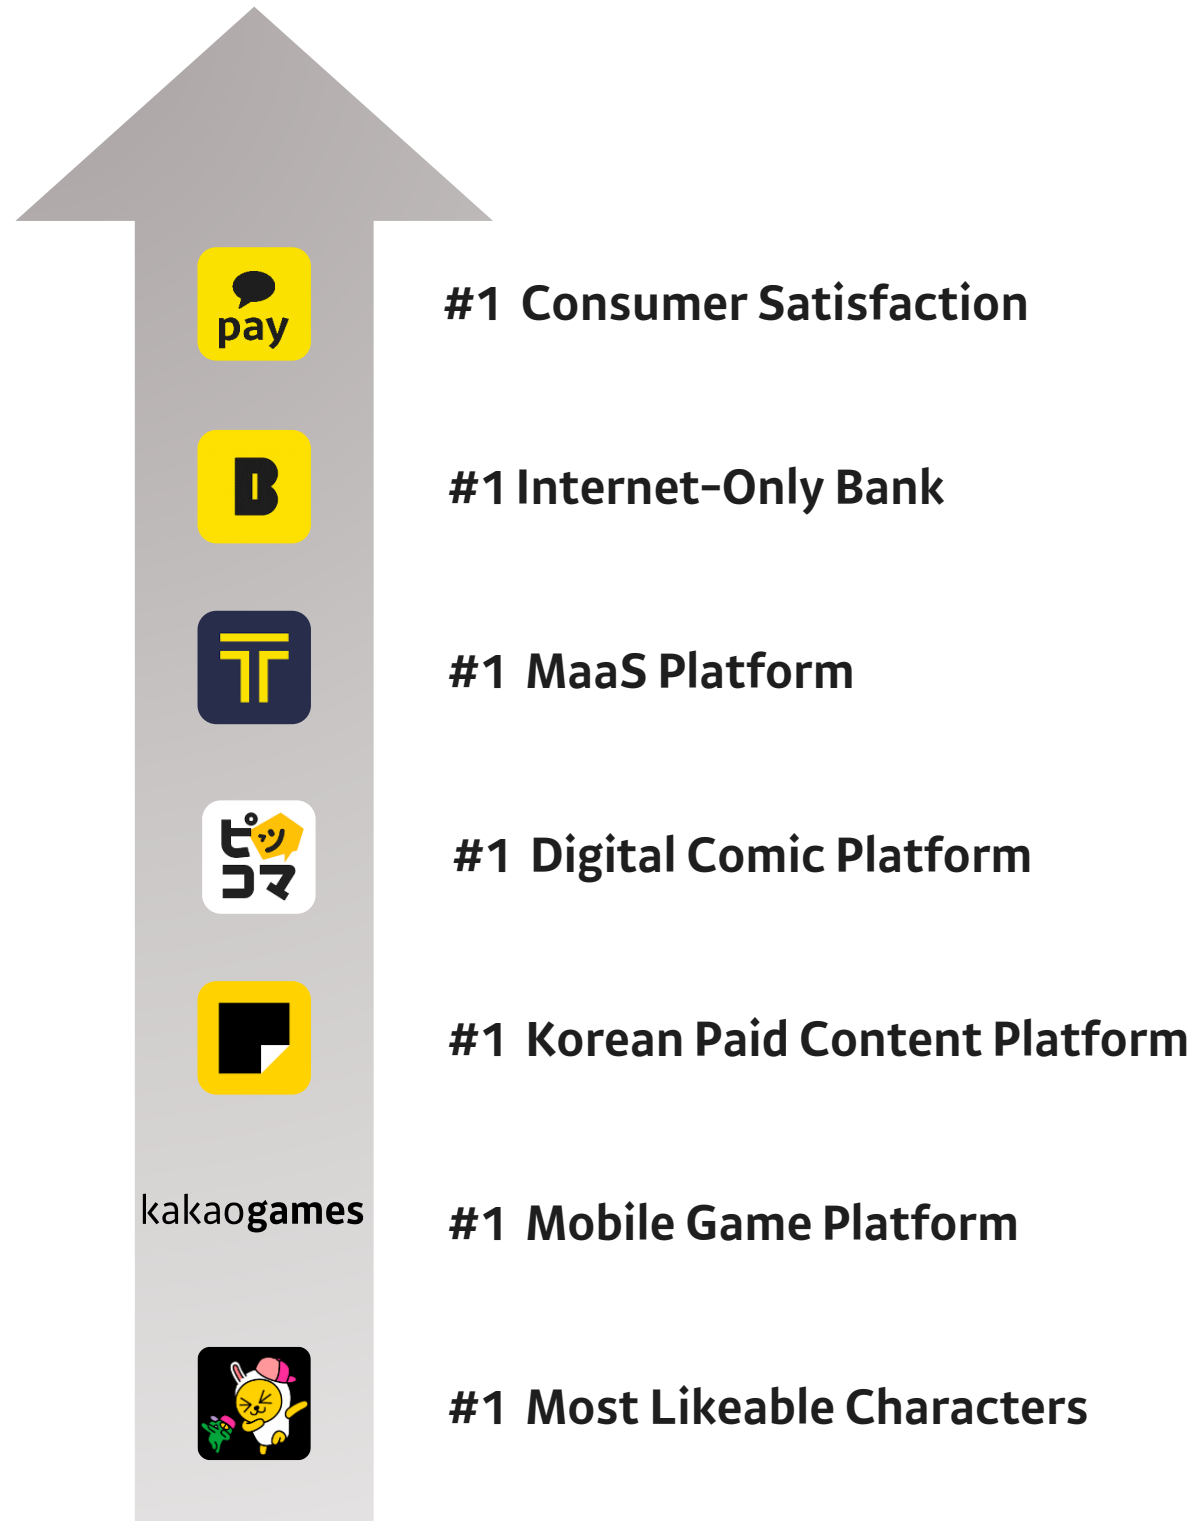 pay
#1 Consumer Satisfaction
B
#1 Internet-Only Bank
T
#1 MaaS Platform
ピッ
コマ
#1 Digital Comic Platform
#1 Korean Paid Content Platform
kakaogames
#1 Mobile Game Platform
#1 Most Likeable Characters